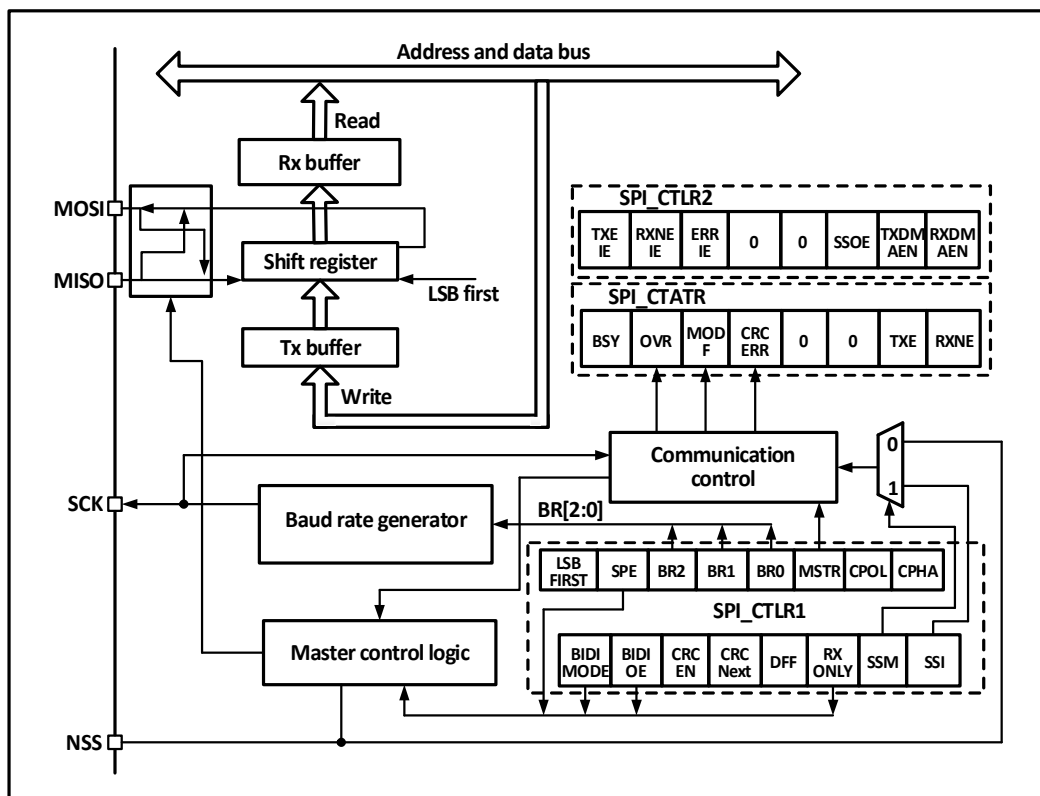 Address and data bus
Read
Rx buffer
MOSI
SPI_CTLR2
TXE
IE
RXNE
IE
ERR
IE
0
0
SSOE
TXDM
AEN
RXDM
AEN
Shift register
MISO
LSB first
SPI_CTATR
BSY
OVR
MOD
F
CRC
ERR
0
0
TXE
RXNE
Tx buffer
Write
Communication
control
0
1
SCK
Baud rate generator
BR[2:0]
LSB
FIRST
SPE
BR2
BR1
BR0
MSTR
CPOL
CPHA
SPI_CTLR1
Master control logic
BIDI
MODE
BIDI
OE
CRC
EN
CRC
Next
DFF
RX
ONLY
SSM
SSI
NSS